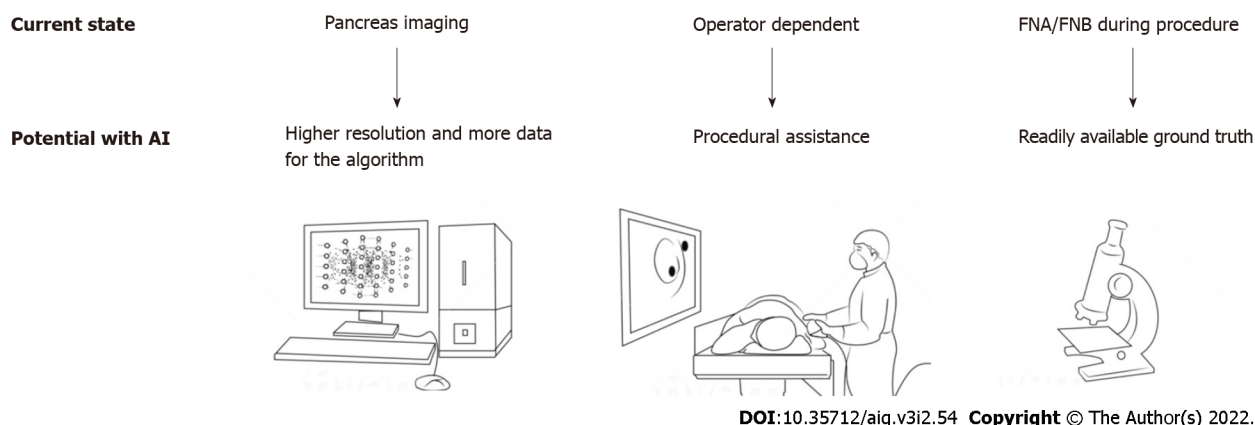 Current state
Pancreas imaging
Operator dependent
FNA/FNB during procedure
Potential with AI
Higher resolution and more data
for the algorithm
Procedural assistance
Readily available ground truth
DOI:10.35712/aig.v3i2.54 Copyright © The Author(s) 2022.